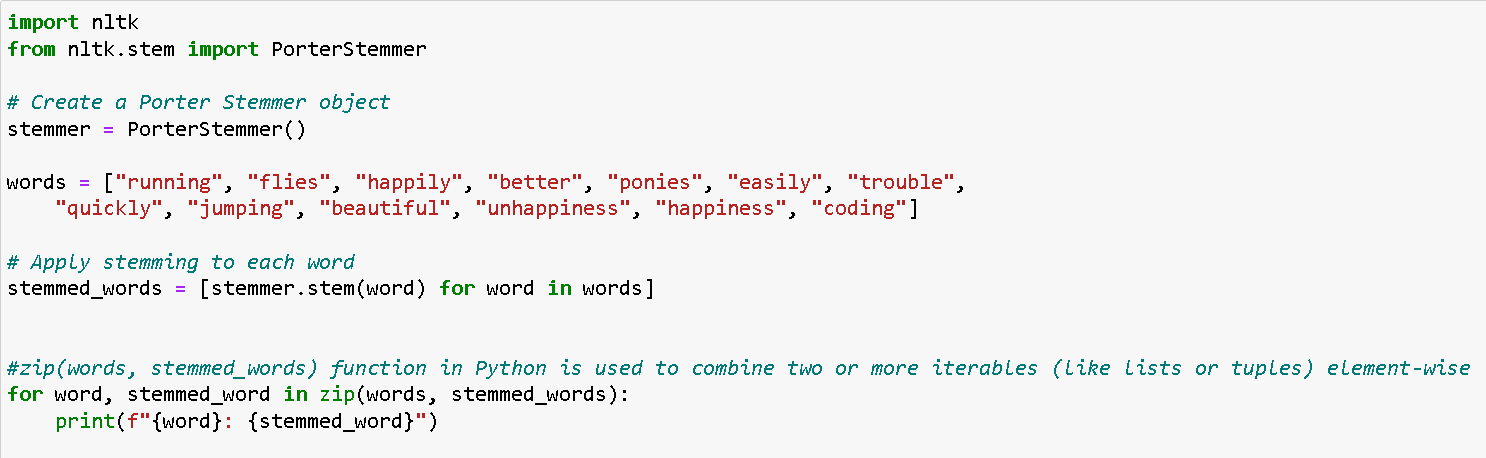 import nltk
from nltk.stem import PorterStemmer
# Create a Porter Stemmer object
stemmer = PorterStemmer()
words = ["running", "flies", "happily", "better", "ponies", "easily", "trouble",
    "quickly", "jumping", "beautiful", "unhappiness", "happiness", "coding"]
# Apply stemming to each word
stemmed_words = [stemmer.stem(word) for word in words]
#zip(words, stemmed_words) function in Python is used to combine two or more iterables (like lists or tuples) element-wise
for word, stemmed_word in zip(words, stemmed_words):
    print(f"{word}: {stemmed_word}")